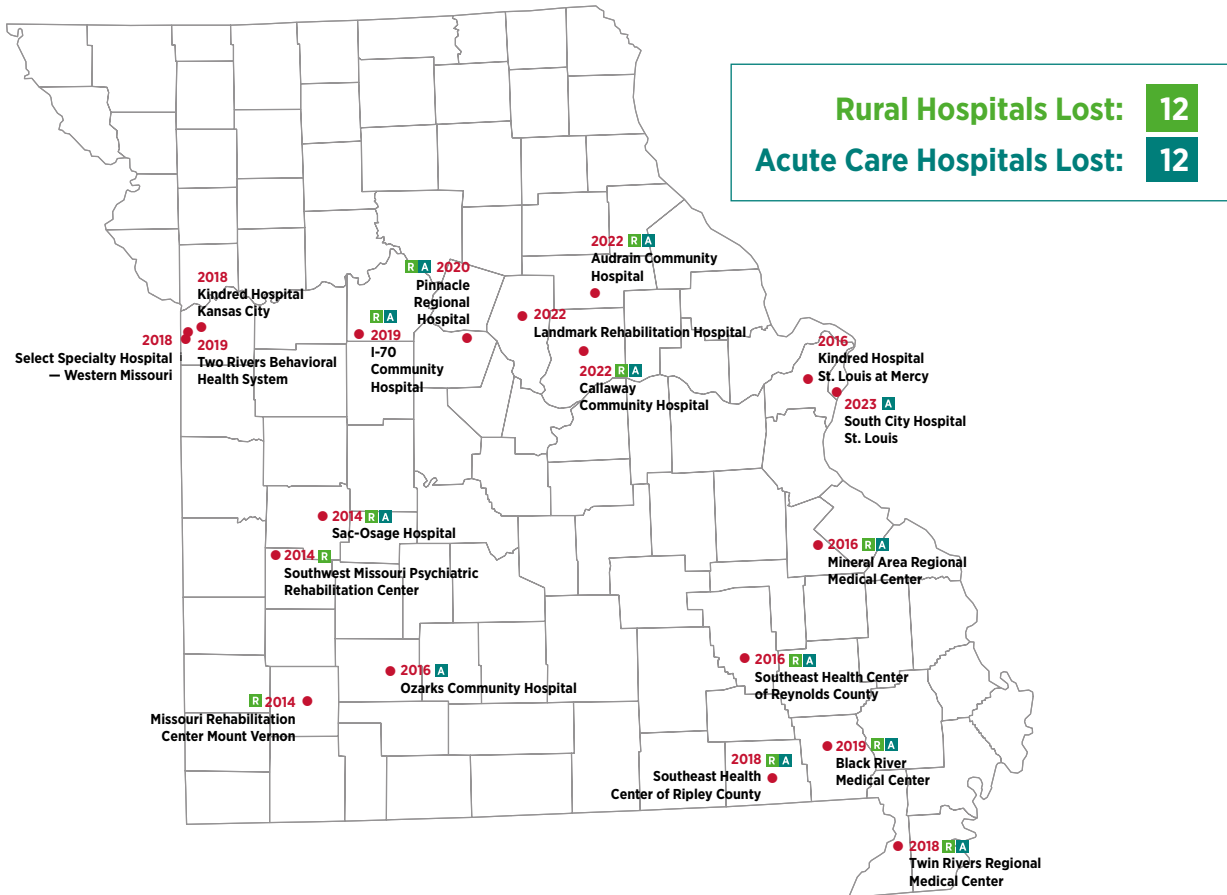 Rural Hospitals Lost: 12
Acute Care Hospitals Lost: 12
2022 R A
Audrain Community
Hospital
R A 2020
Pinnacle
Regional
Hospital
2018
Kindred Hospital
Kansas City
2018
Select Specialty Hospital
— Western Missouri
2019
Two Rivers Behavioral
Health System
R A
2019
I-70
Community
Hospital
2022
Landmark Rehabilitation Hospital
2022 R A
Callaway
Community Hospital
2016
Kindred Hospital
St. Louis at Mercy
2023 A
South City Hospital
St. Louis
2014 R A
Sac-Osage Hospital
2014 R
Southwest Missouri Psychiatric
Rehabilitation Center
2016 R A
Mineral Area Regional
Medical Center
2016 A
Ozarks Community Hospital
2016 R A
Southeast Health Center
of Reynolds County
R 2014
Missouri Rehabilitation
Center Mount Vernon
2018 R A
Southeast Health
Center of Ripley County
2019 R A
Black River
Medical Center
2018 R A
Twin Rivers Regional
Medical Center